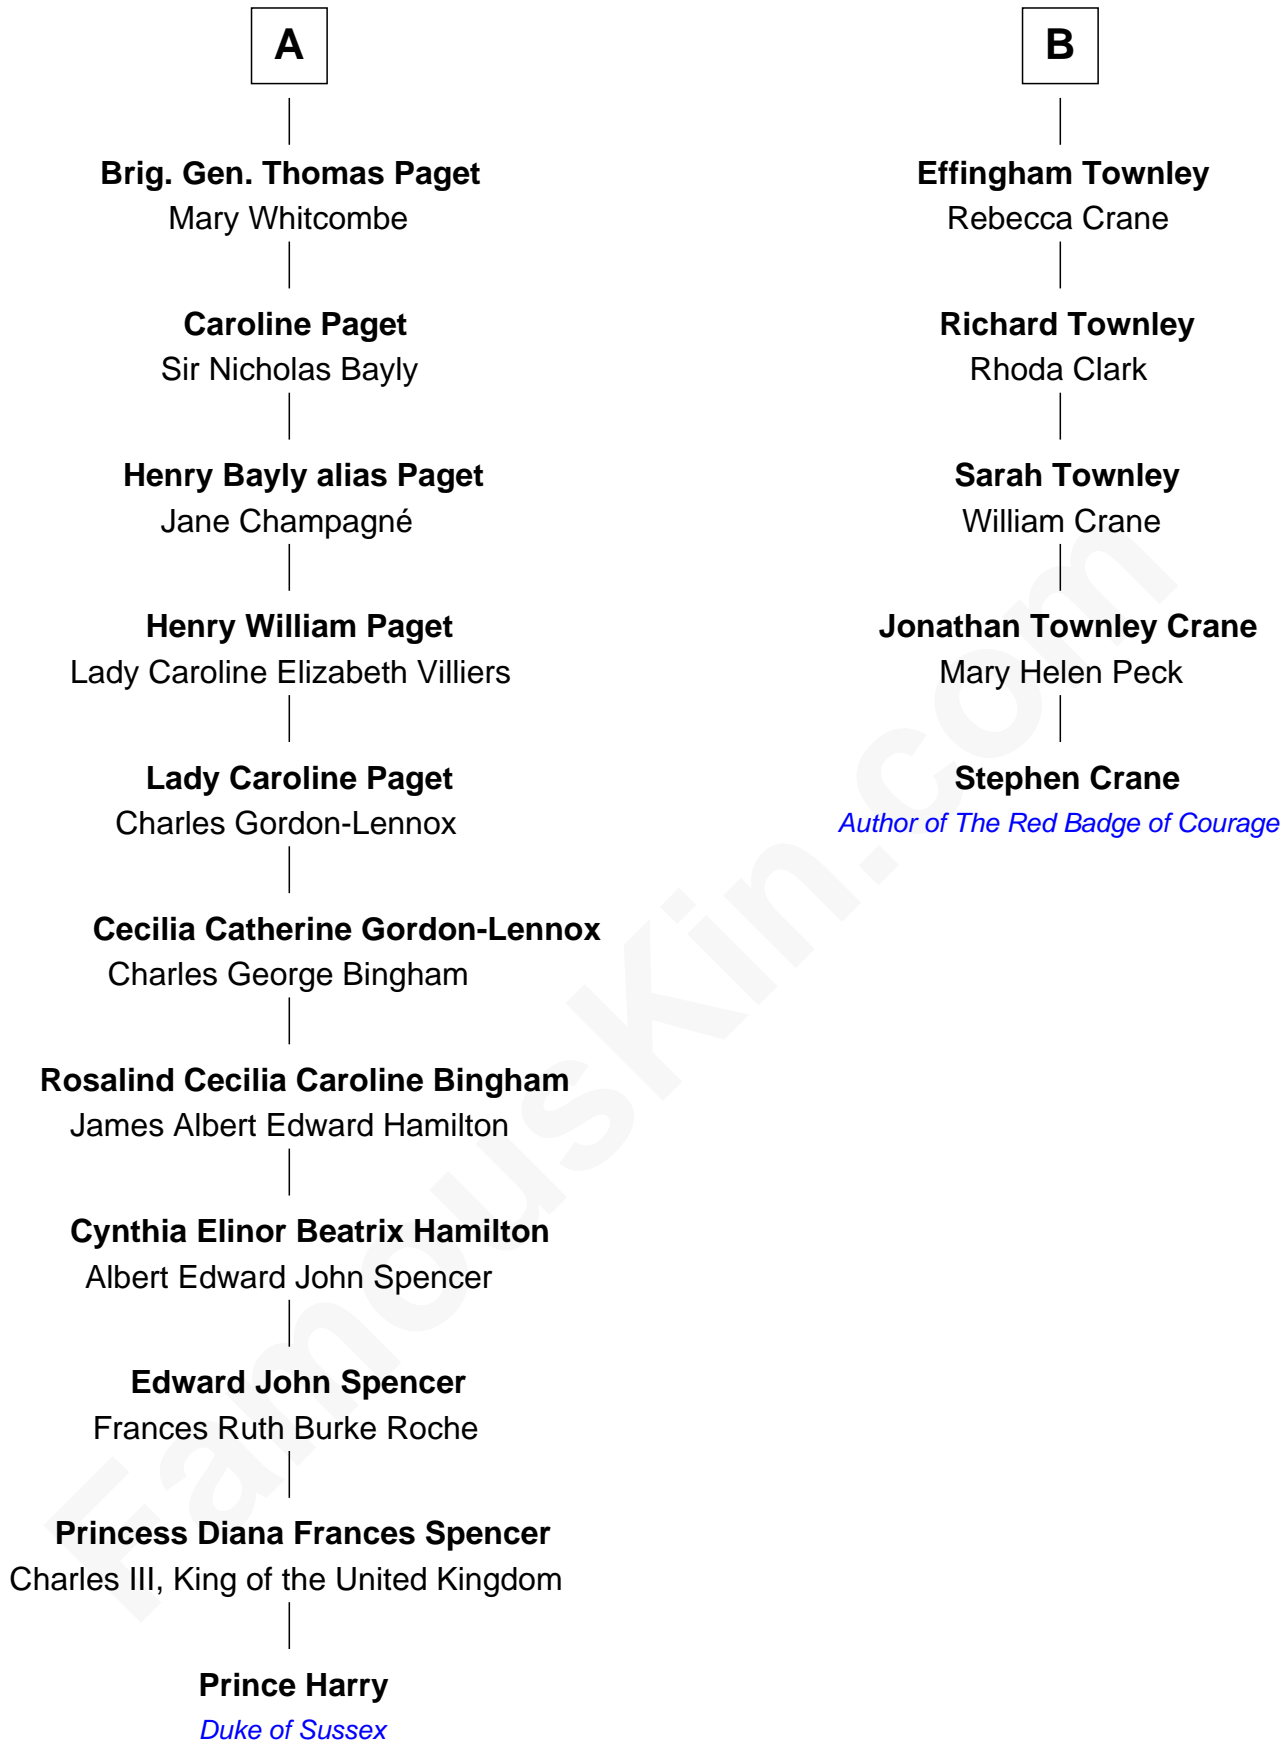 A
Brig. Gen. Thomas Paget
Mary Whitcombe
Caroline Paget
Sir Nicholas Bayly
Henry Bayly alias Paget
Jane Champagné
Henry William Paget
Lady Caroline Elizabeth Villiers
Lady Caroline Paget
Charles Gordon-Lennox
Cecilia Catherine Gordon-Lennox
Charles George Bingham
Rosalind Cecilia Caroline Bingham
James Albert Edward Hamilton
Cynthia Elinor Beatrix Hamilton
Albert Edward John Spencer
Edward John Spencer
Frances Ruth Burke Roche
Princess Diana Frances Spencer
Charles III, King of the United Kingdom
Prince Harry
Duke of Sussex
B
Effingham Townley
Rebecca Crane
Richard Townley
Rhoda Clark
Sarah Townley
William Crane
Jonathan Townley Crane
Mary Helen Peck
Stephen Crane
Author of The Red Badge of Courage
FamousKin.com